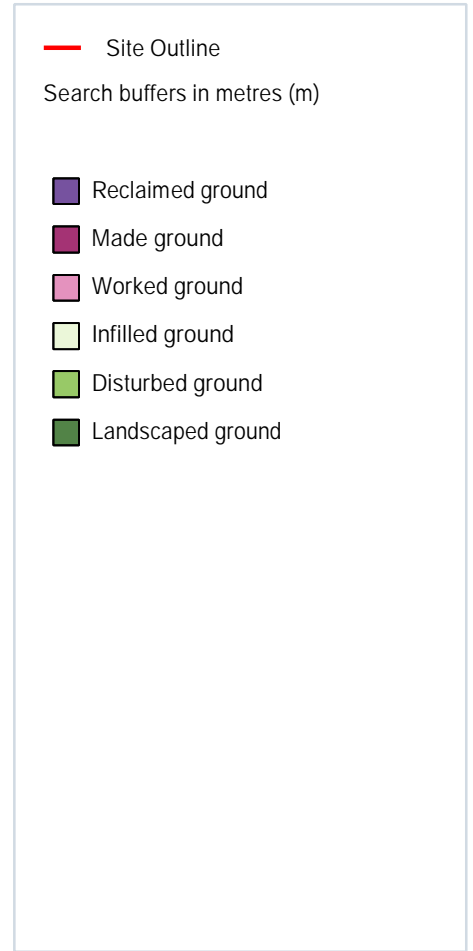 Site Outline
Search buffers in metres (m)
Reclaimed ground
Made ground
Worked ground
Infilled ground
Disturbed ground
Landscaped ground